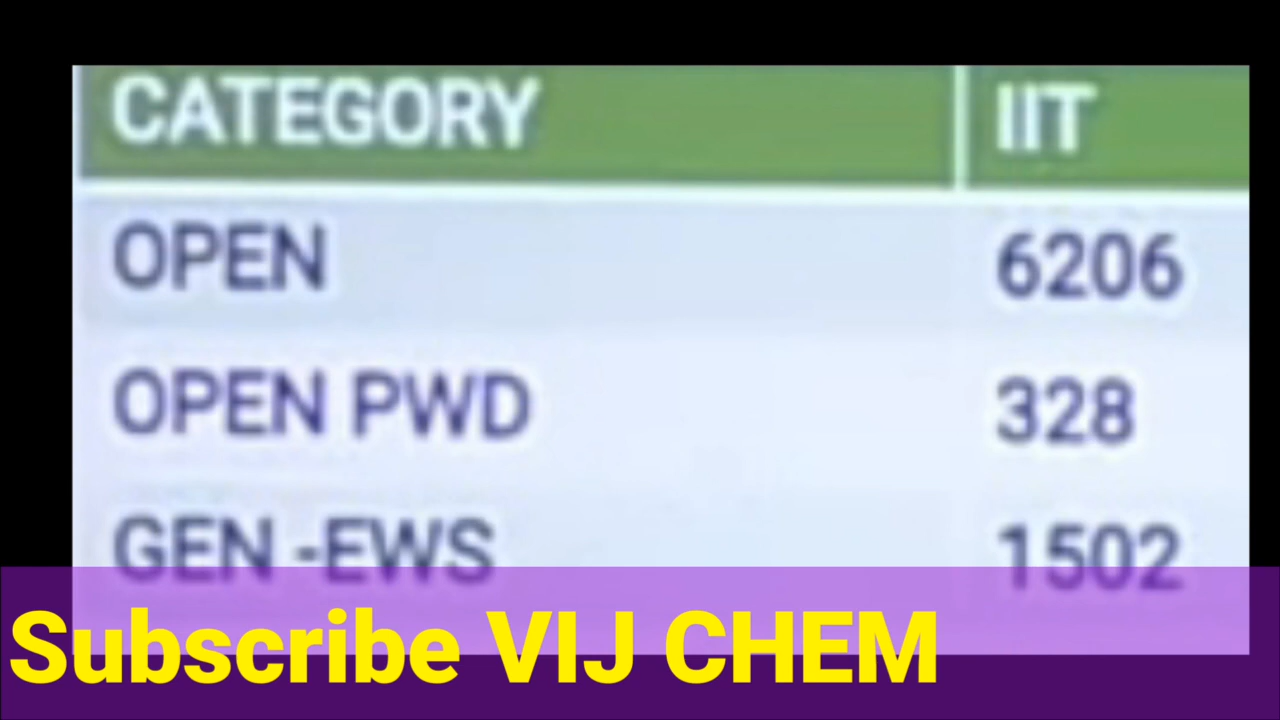 CATEGORY IIT
OPEN 6206
OPEN PWD 328
GEN -EWS 1502
Subscribe VIJ CHEM